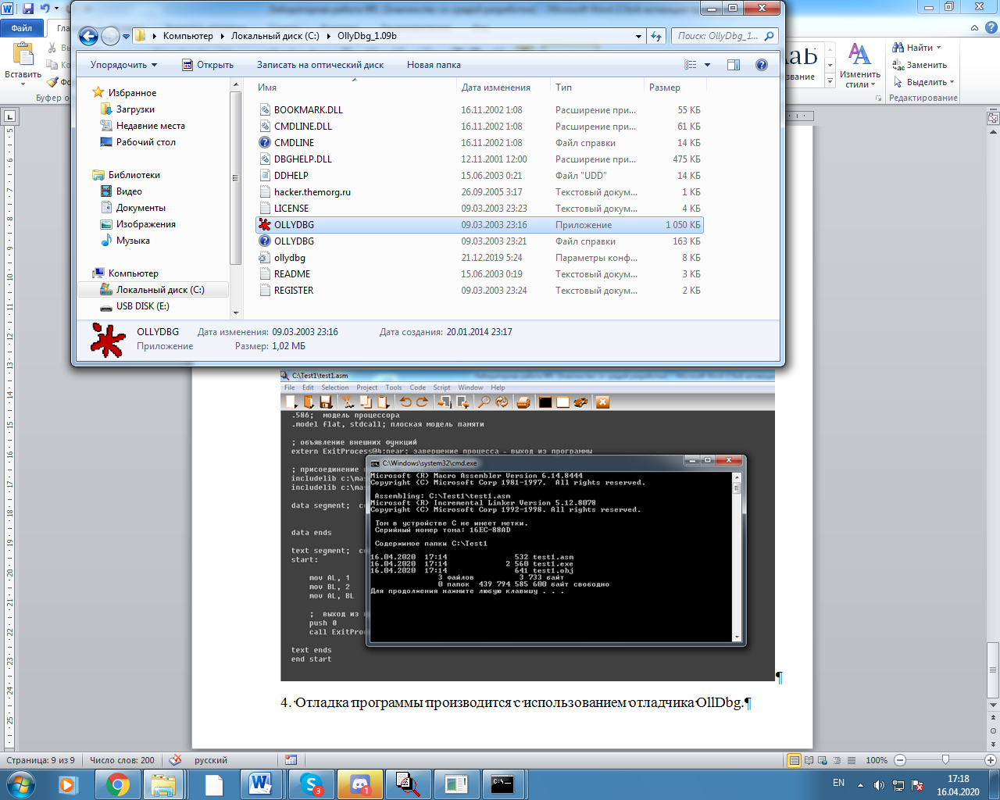 Файл
Вставить
Буфер о
Изменить стили
Найти
Заменить
Выделить
Редактирование
Компьютер
Локальный диск (C:)
OllyDbg_1.09b
Поиск: OllyDbg_1...
Упорядочить
Открыть
Записать на оптический диск
Новая папка
Избранное
Загрузки
Недавние места
Рабочий стол
Библиотеки
Видео
Документы
Изображения
Музыка
Компьютер
Локальный диск (C:)
USB DISK (E:)
Имя Дата изменения Тип Размер
BOOKMARK.DLL 16.11.2002 1:08 Расширение при... 55 КБ
CMDLINE.DLL 16.11.2002 1:08 Расширение при... 61 КБ
CMDLINE 16.11.2002 1:08 Файл справки 14 КБ
DBGHELP.DLL 12.11.2001 12:00 Расширение при... 475 КБ
DDHELP 15.06.2003 0:21 Файл "UDD" 14 КБ
hacker.themorg.ru 26.09.2005 3:17 Текстовый докум... 1 КБ
LICENSE 09.03.2003 23:23 Текстовый докум... 4 КБ
OLLYDBG 09.03.2003 23:16 Приложение 1 050 КБ
OLLYDBG 09.03.2003 23:21 Файл справки 163 КБ
ollydbg 21.12.2019 5:24 Параметры конф... 8 КБ
README 15.06.2003 0:19 Текстовый докум... 3 КБ
REGISTER 09.03.2003 23:24 Текстовый докум... 2 КБ
OLLYDBG Дата изменения: 09.03.2003 23:16 Дата создания: 20.01.2014 23:17
Приложение Размер: 1,02 МБ
C:\Test1\test1.asm
File Edit Selection Project Tools Code Script Window Help
.586; модель процессора
.model flat, stdcall; плоская модель памяти
; объявление внешних функций
extern ExitProcess@4:near; завершение процесса - выход из программы
; присоединение
includelib c:\ma
includelib c:\ma
data segment;
data ends
text segment;
start:
mov AL, 1
mov BL, 2
mov AL, BL
; выход из
push 0
call ExitPro
text ends
end start
C:\Windows\system32\cmd.exe
Microsoft (R) Macro Assembler Version 6.14.8444
Copyright (C) Microsoft Corp 1981-1997. All rights reserved.
Assembling: C:\Test1\test1.asm
Microsoft (R) Incremental Linker Version 5.12.8078
Copyright (C) Microsoft Corp 1992-1998. All rights reserved.
Том в устройстве C не имеет метки.
Серийный номер тома: 16EC-88AD
Содержимое папки C:\Test1
16.04.2020 17:14 532 test1.asm
16.04.2020 17:14 2 560 test1.exe
16.04.2020 17:14 641 test1.obj
3 файлов 3 733 байт
0 папок 439 794 585 600 байт свободно
Для продолжения нажмите любую клавишу . . .
4. Отладка программы производится с использованием отладчика OllDbg.¶
Страница: 9 из 9 Число слов: 200 русский 100%
EN 17:18
16.04.2020